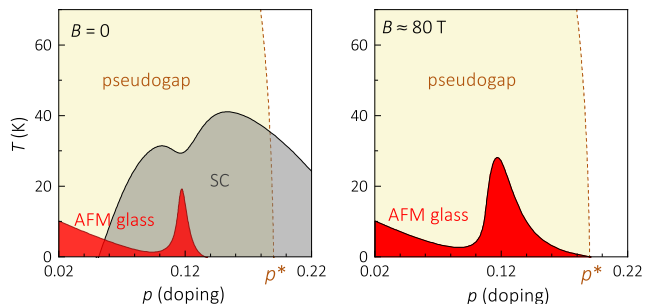 B = 0
pseudogap
SC
AFM glass
T (K)
60
40
20
0
0.02
0.12
p*
0.22
p (doping)
B ≈ 80 T
pseudogap
AFM glass
60
40
20
0
0.02
0.12
p*
0.22
p (doping)